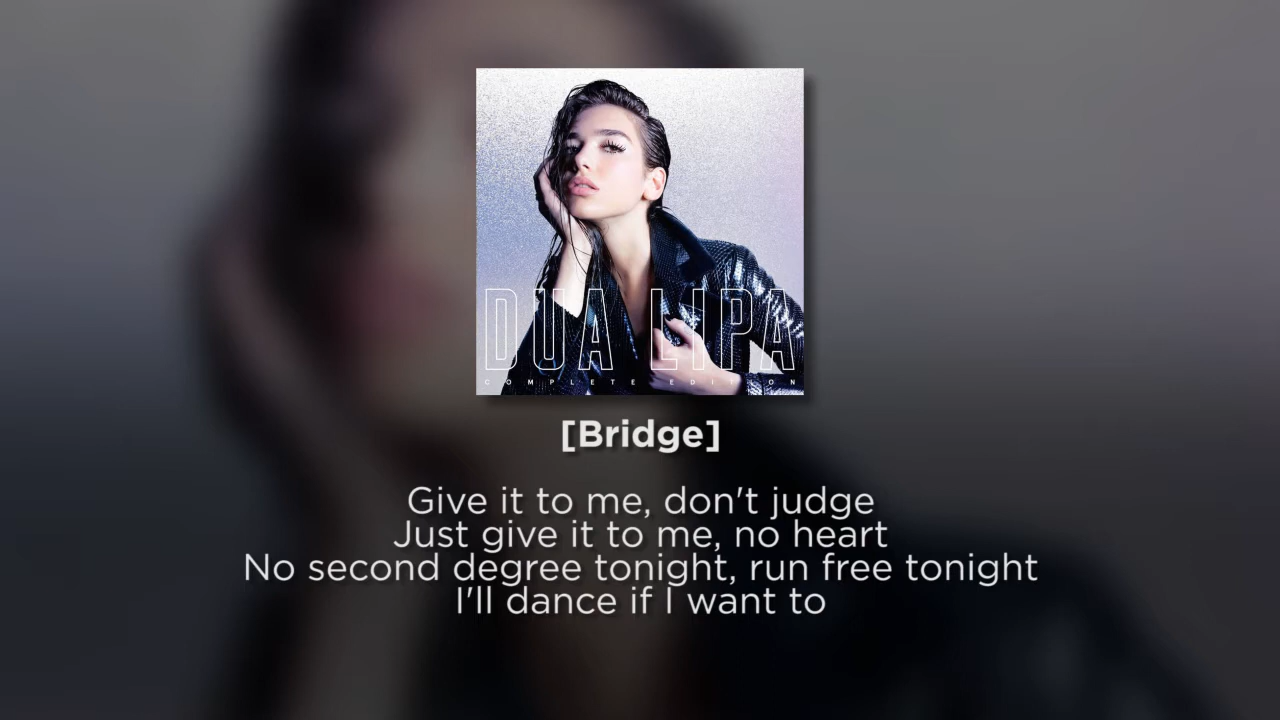 DUA LIPA
COMPLETE EDITION
[Bridge]
Give it to me, don't judge
Just give it to me, no heart
No second degree tonight, run free tonight
I'll dance if I want to